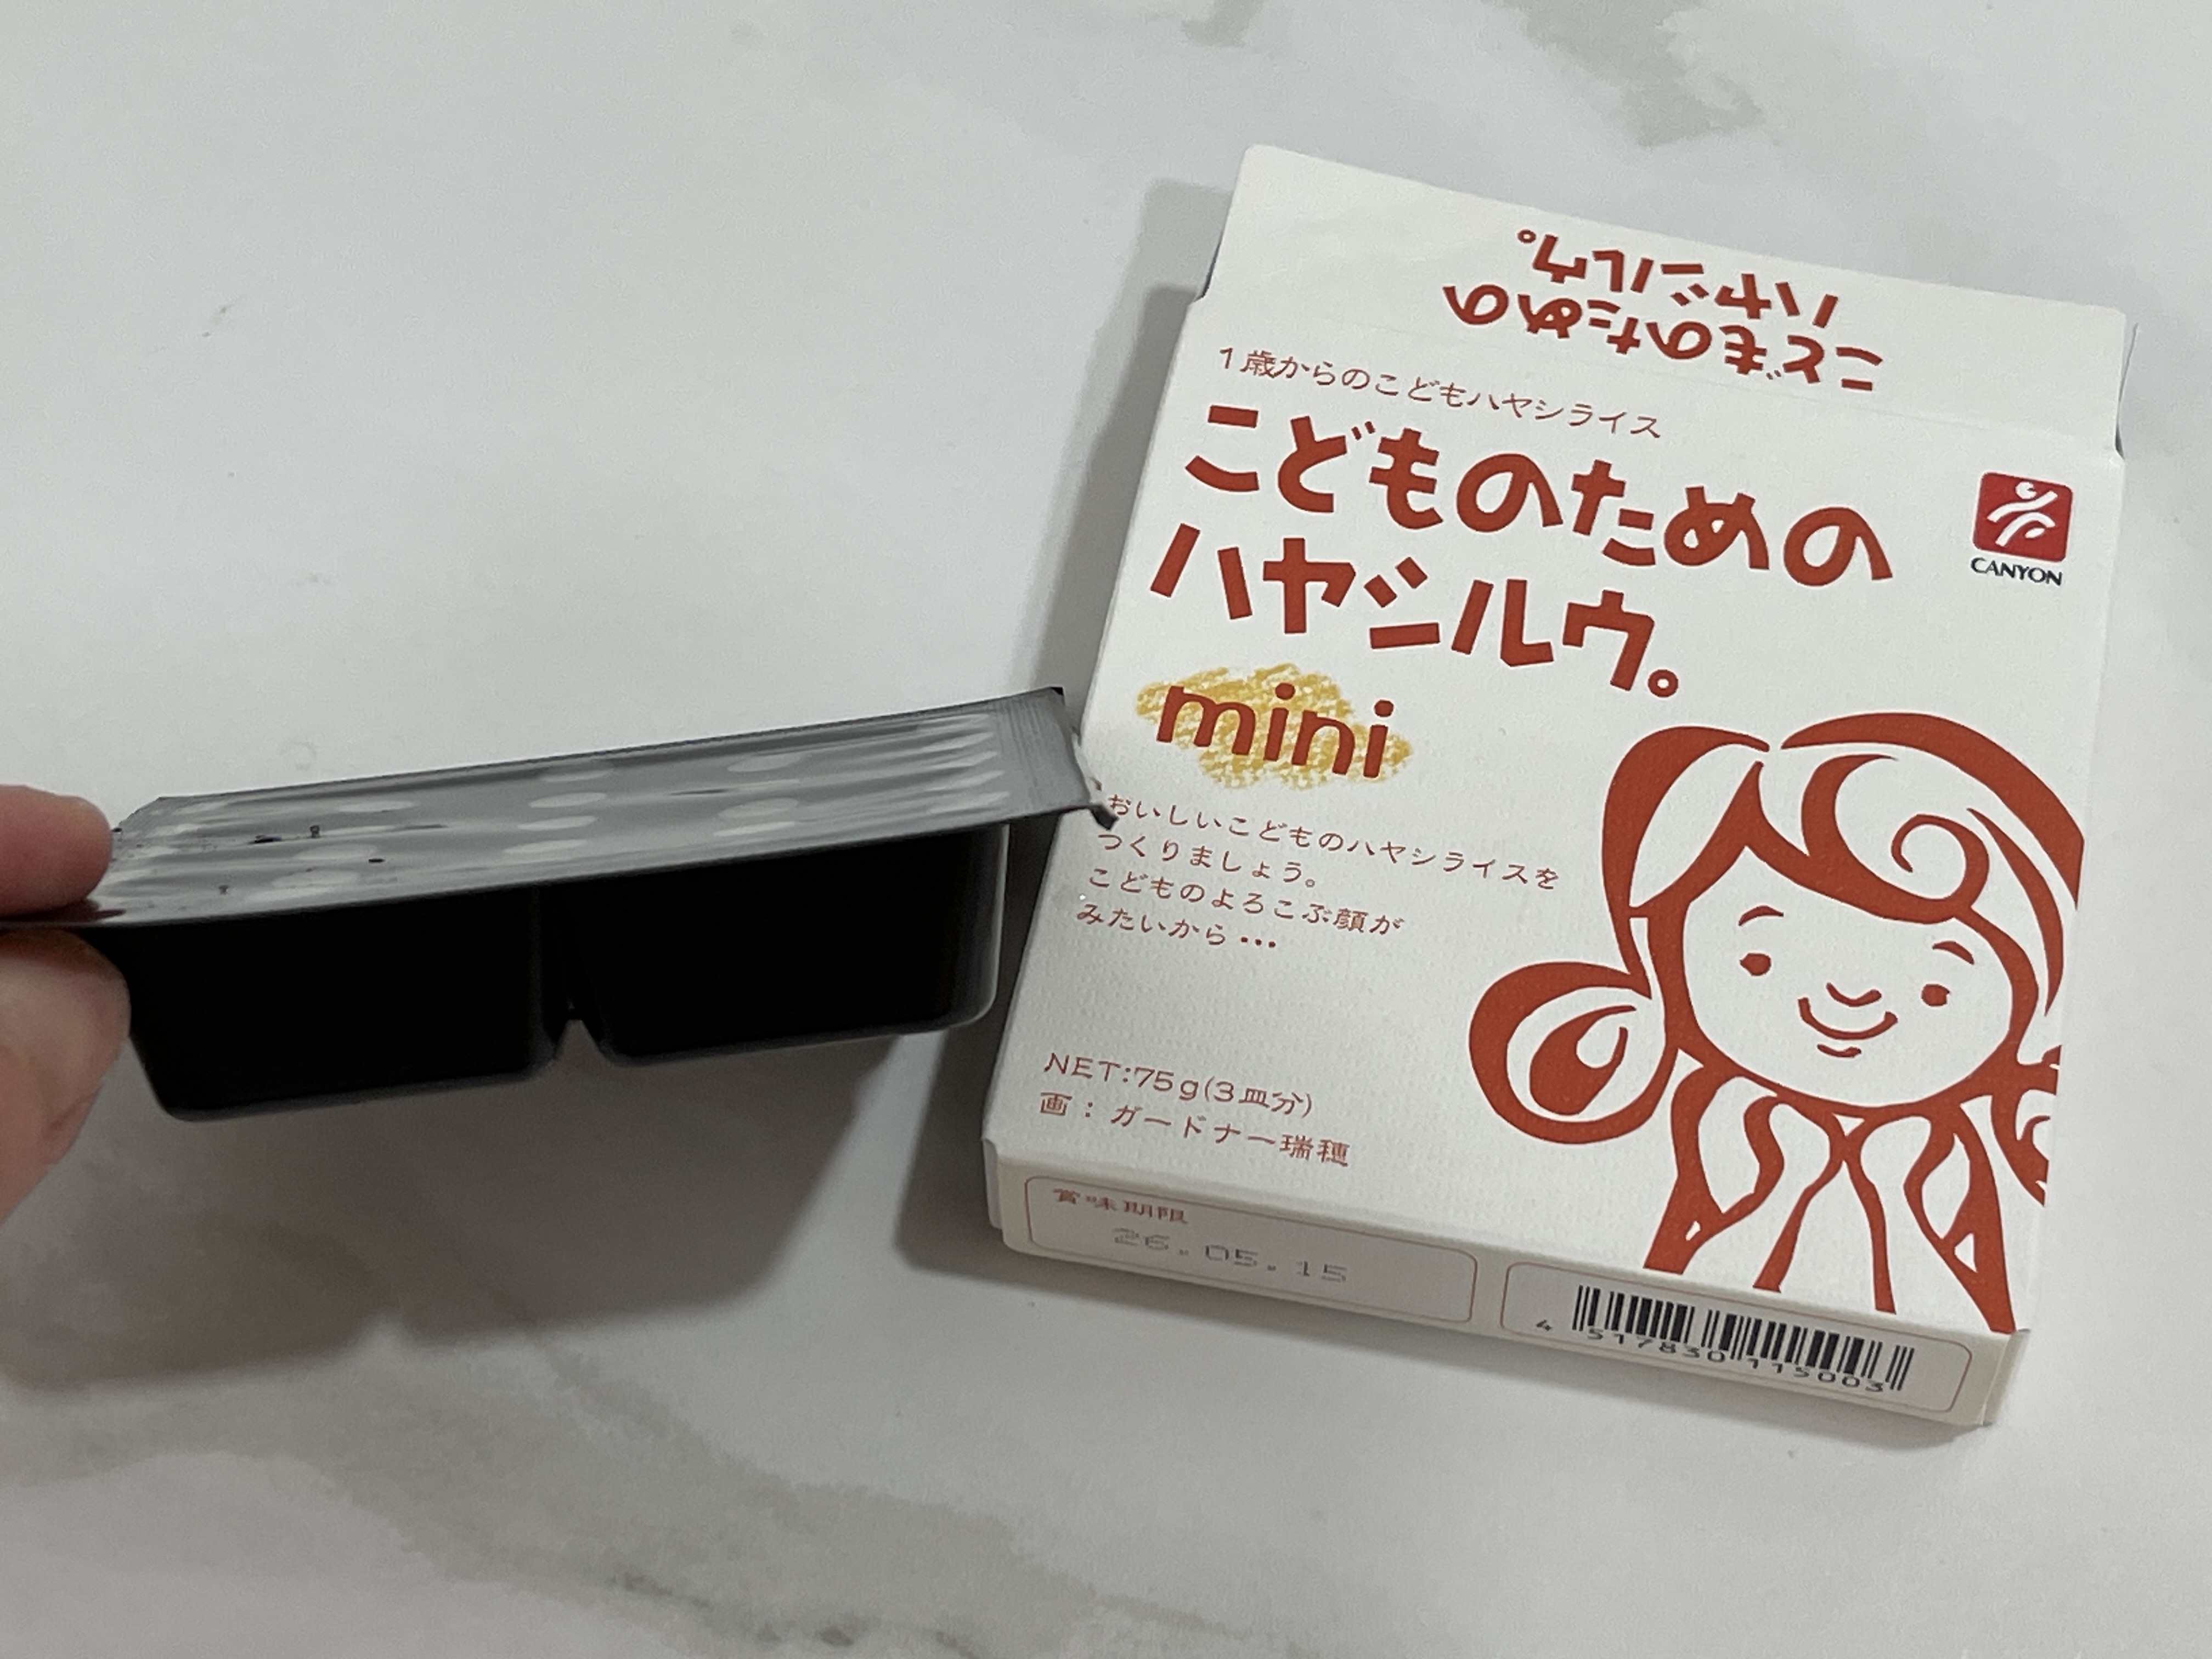 こどものための
ハヤシルウ。
1歳からのこどもハヤシライス
こどものための
ハヤシルウ。
CANYON
mini
おいしいこどものハヤシライスを
つくりましょう。
こどものよろこぶ顔が
みたいから…
NET:75g(3皿分)
画：ガードナー瑞穂
賞味期限
26.05.15
4 517830 115003